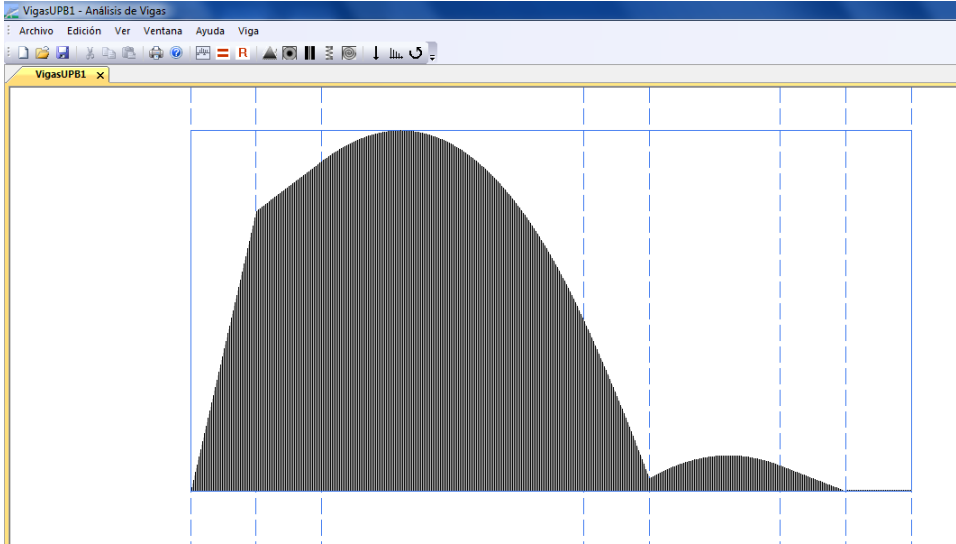 VigasUPB1 - Análisis de Vigas
Archivo Edición Ver Ventana Ayuda Viga
R
VigasUPB1 x